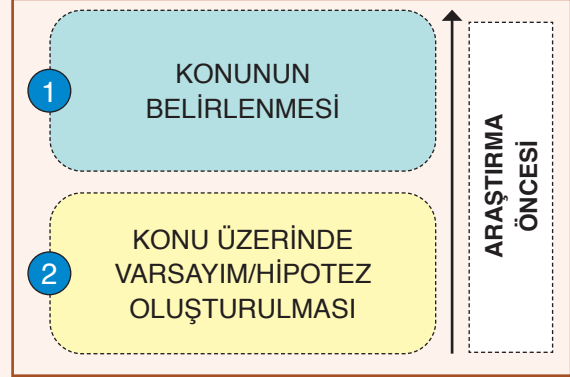 1
KONUNUN
BELİRLENMESİ
2
KONU ÜZERİNDE
VARSAYIM/HİPOTEZ
OLUŞTURULMASI
ARAŞTIRMA
ÖNCESİ